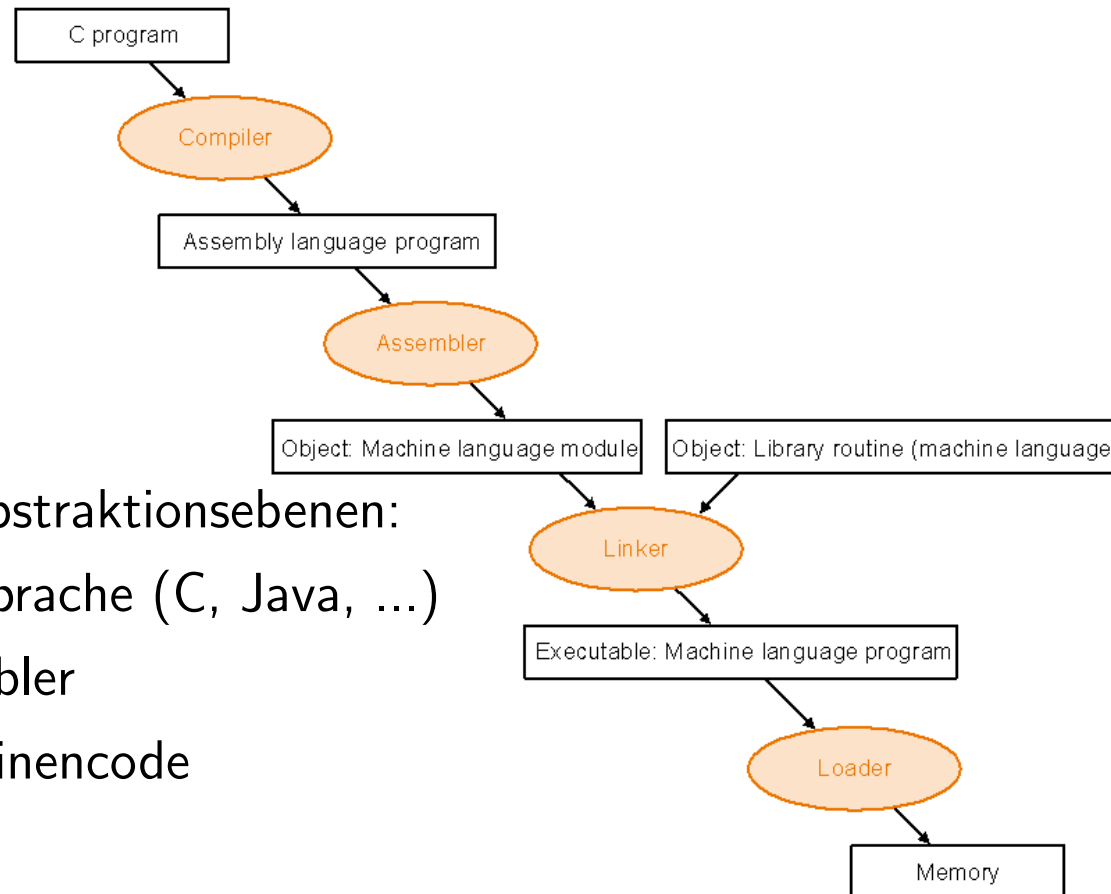 C program
Compiler
Assembly language program
Assembler
Object: Machine language module
Object: Library routine (machine language
Linker
Executable: Machine language program
Loader
Memory
bstraktionsebenen:
prache (C, Java, ...)
bler
inencode